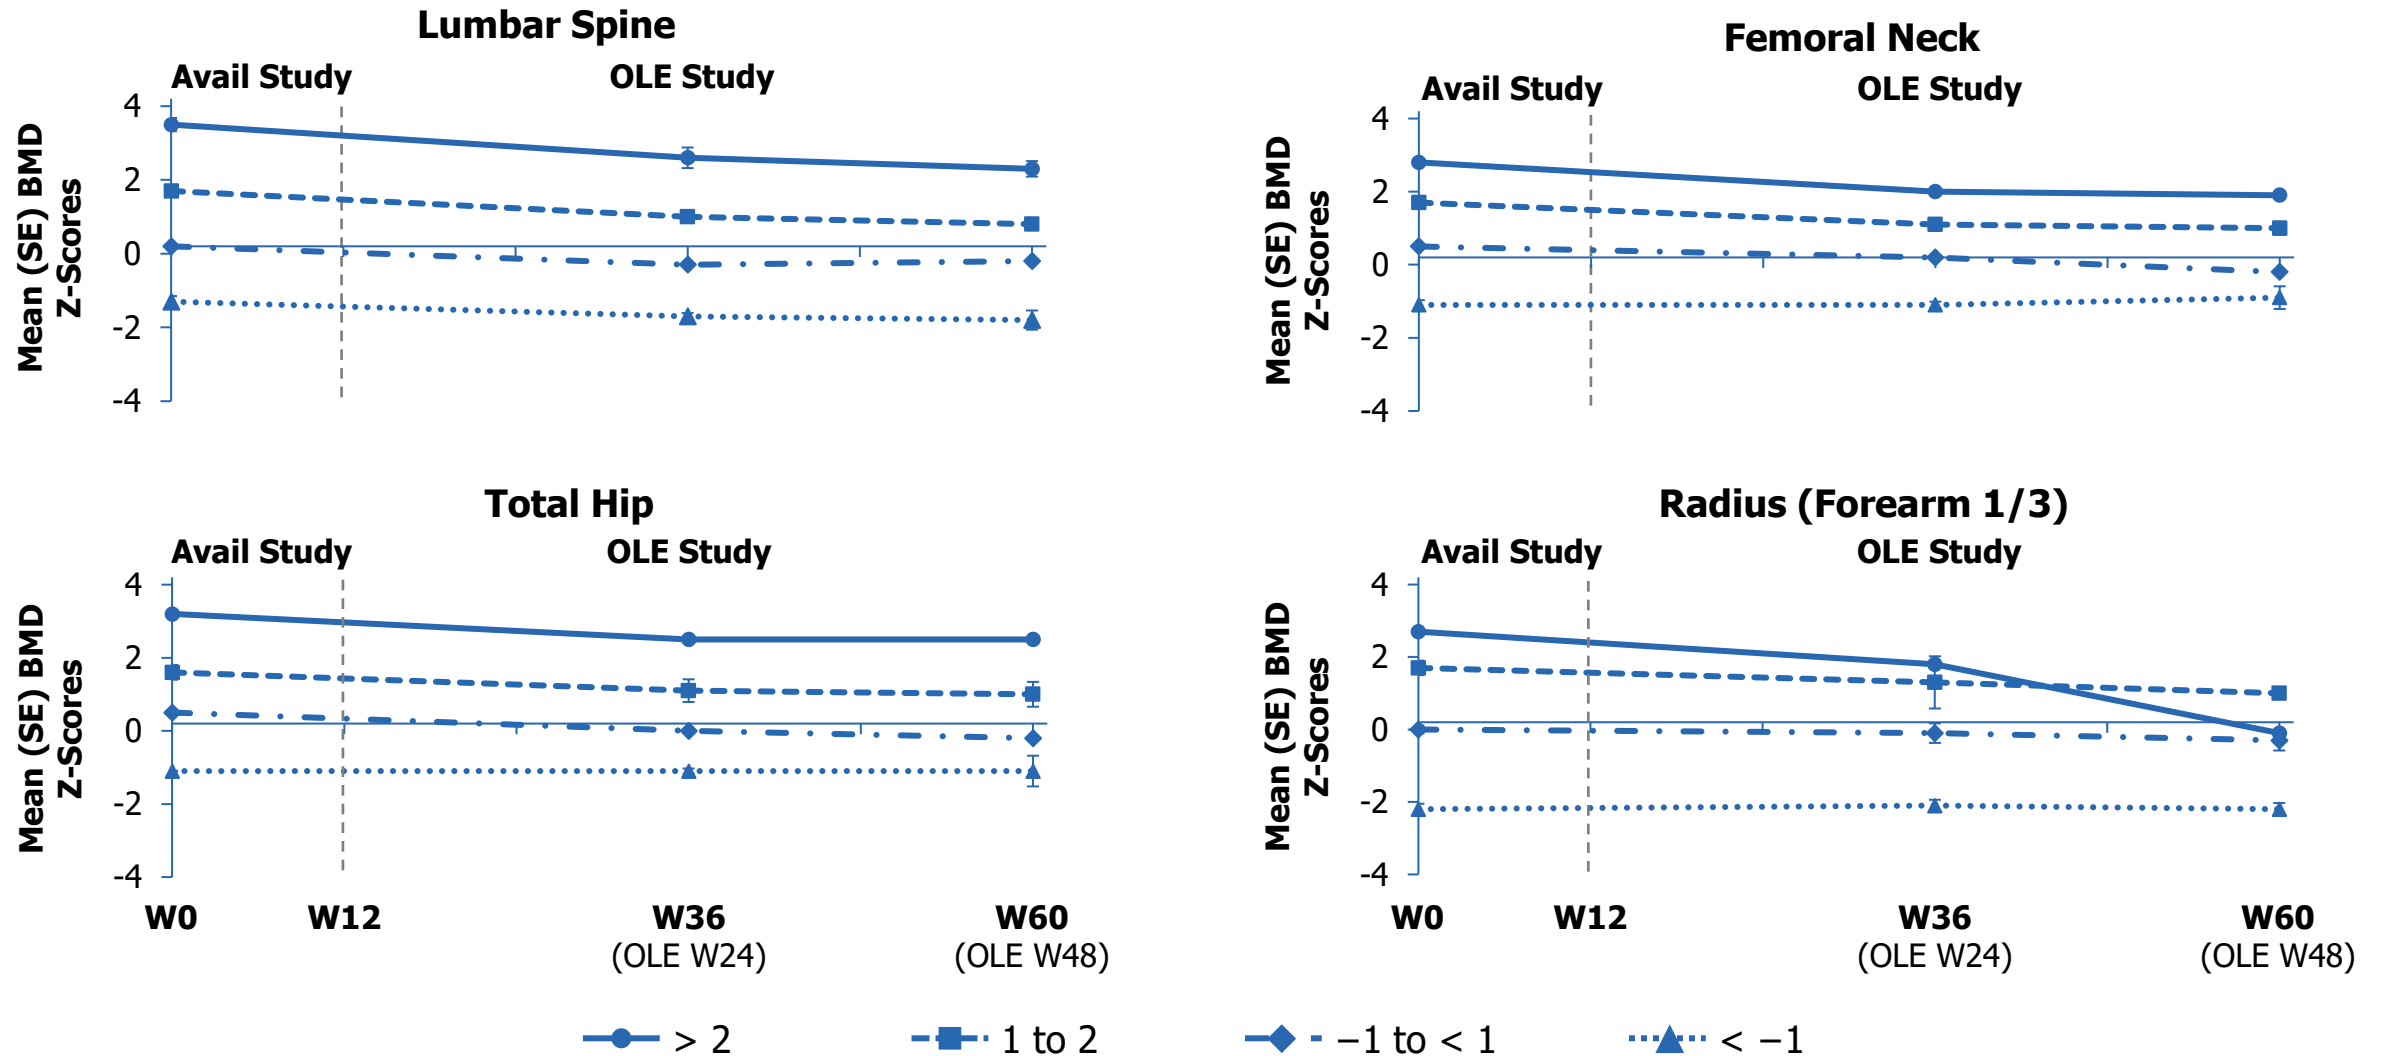 Lumbar Spine
Avail Study
OLE Study
Mean (SE) BMD
Z-Scores
4
2
0
-2
-4
Femoral Neck
Avail Study
OLE Study
Mean (SE) BMD
Z-Scores
4
2
0
-2
-4
Total Hip
Avail Study
OLE Study
Mean (SE) BMD
Z-Scores
4
2
0
-2
-4
W0 W12 W36 W60
(OLE W24) (OLE W48)
Radius (Forearm 1/3)
Avail Study
OLE Study
Mean (SE) BMD
Z-Scores
4
2
0
-2
-4
W0 W12 W36 W60
(OLE W24) (OLE W48)
> 2 1 to 2 −1 to < 1 < −1